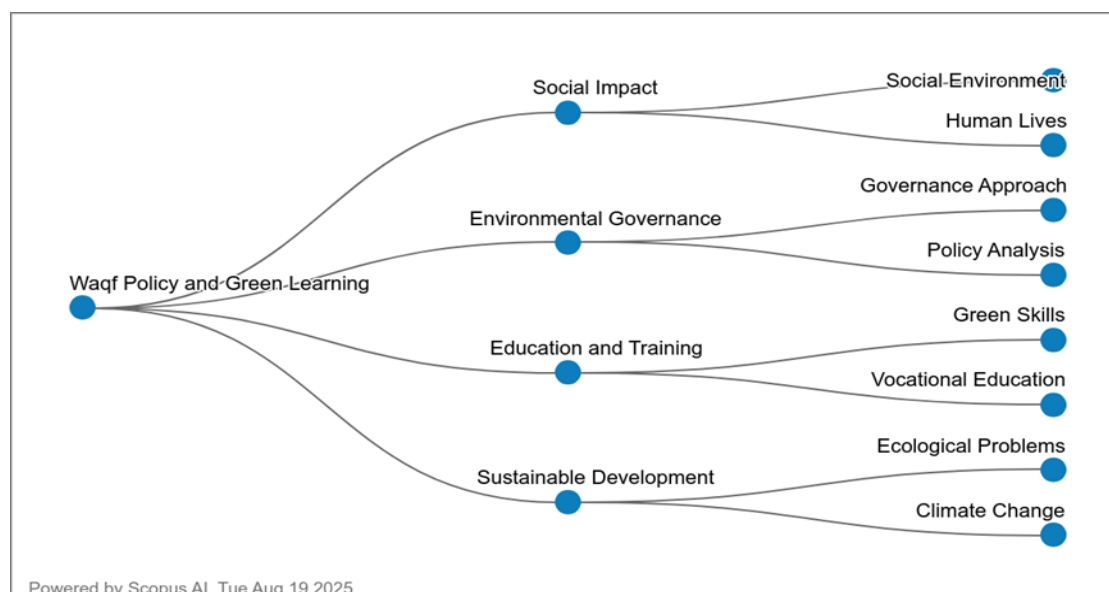 Social Environment
Social Impact
Human Lives
Governance Approach
Environmental Governance
Policy Analysis
Waqf Policy and Green Learning
Green Skills
Education and Training
Vocational Education
Ecological Problems
Sustainable Development
Climate Change
Powered by Scopus AI, Tue Aug 19 2025